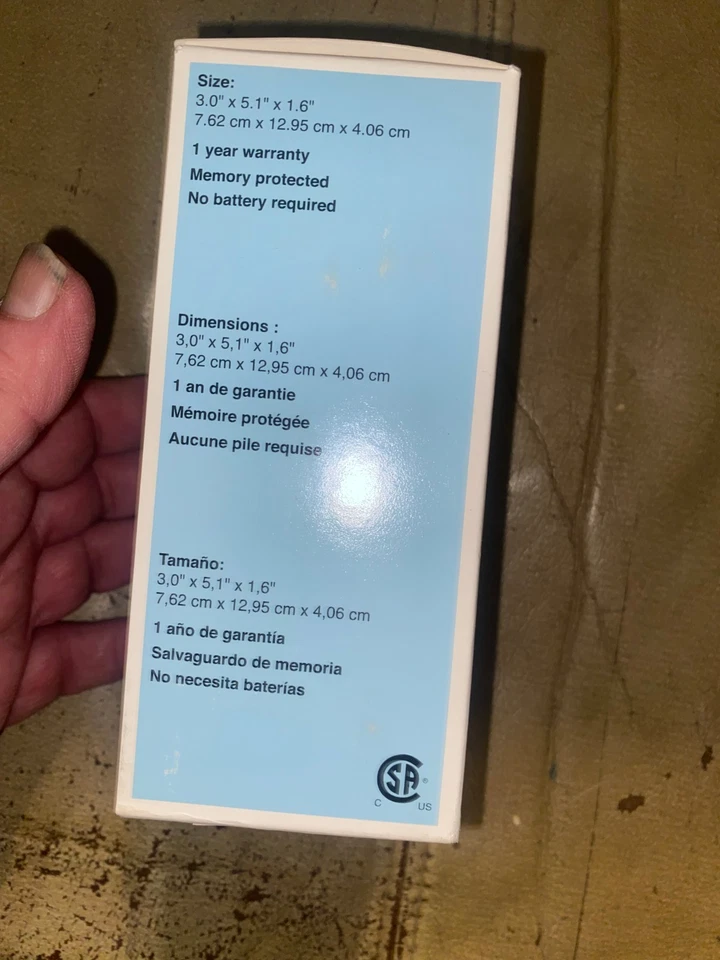 Size:
3.0" x 5.1" x 1.6"
7.62 cm x 12.95 cm x 4.06 cm
1 year warranty
Memory protected
No battery required
Dimensions :
3,0" x 5,1" x 1,6"
7,62 cm x 12,95 cm x 4,06 cm
1 an de garantie
Mémoire protégée
Aucune pile requise
Tamaño:
3,0" x 5,1" x 1,6"
7,62 cm x 12,95 cm x 4,06 cm
1 año de garantía
Salvaguardo de memoria
No necesita baterías
CSA®
C US